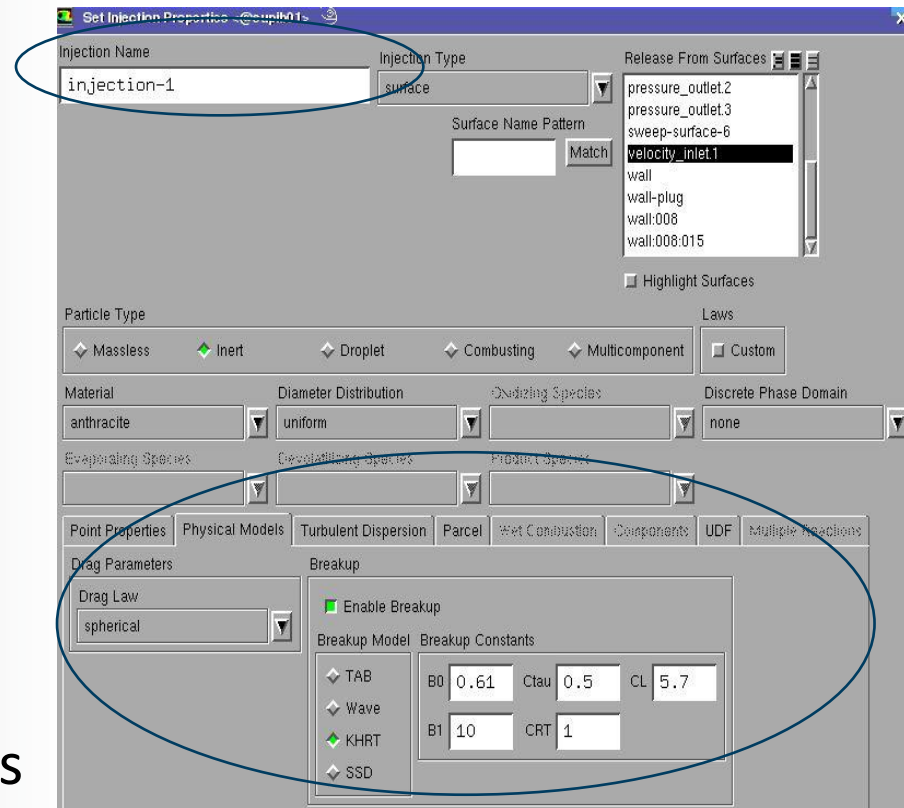 Set Injection Properties <@suplb01>
Injection Name
injection-1
Injection Type
surface
Surface Name Pattern
Match
Release From Surfaces
pressure_outlet.2
pressure_outlet.3
sweep-surface-6
velocity_inlet.1
wall
wall-plug
wall:008
wall:008:015
Highlight Surfaces
Particle Type
Massless Inert Droplet Combusting Multicomponent
Laws
Custom
Material
anthracite
Diameter Distribution
uniform
Oxidizing Species
Discrete Phase Domain
none
Evaporating Species
Devolatilizing Species
Product Species
Point Properties Physical Models Turbulent Dispersion Parcel Wet Combustion Components UDF Multiple Reactions
Drag Parameters
Drag Law
spherical
Breakup
Enable Breakup
Breakup Model
TAB
Wave
KHRT
SSD
Breakup Constants
B0 0.61 Ctau 0.5 CL 5.7
B1 10 CRT 1
s